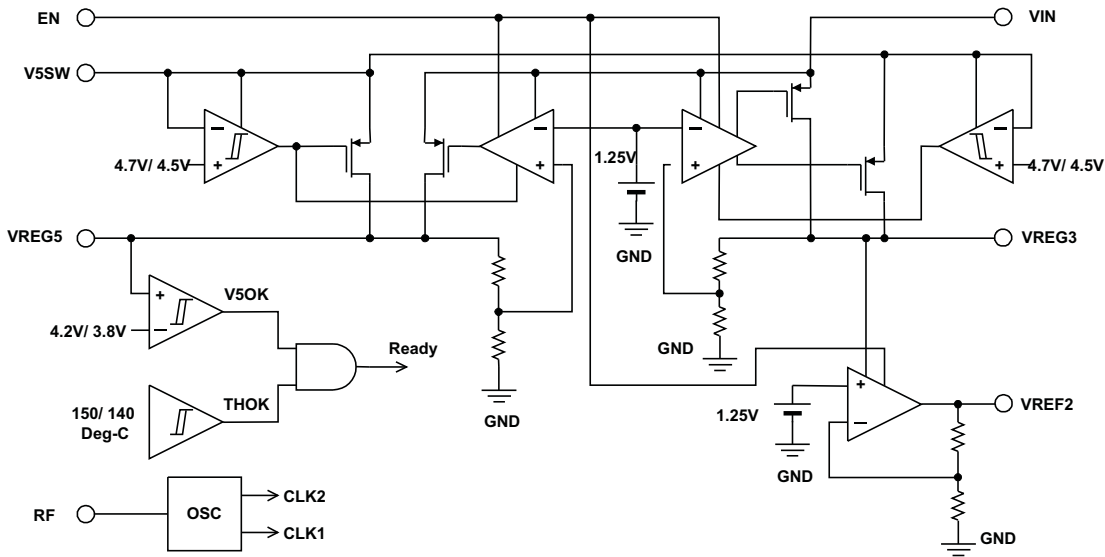 EN
VIN
V5SW
4.7V/ 4.5V
1.25V
4.7V/ 4.5V
GND
VREG5
VREG3
V5OK
4.2V/ 3.8V
Ready
GND
THOK
150/ 140
Deg-C
GND
1.25V
VREF2
GND
CLK2
RF
OSC
CLK1
GND